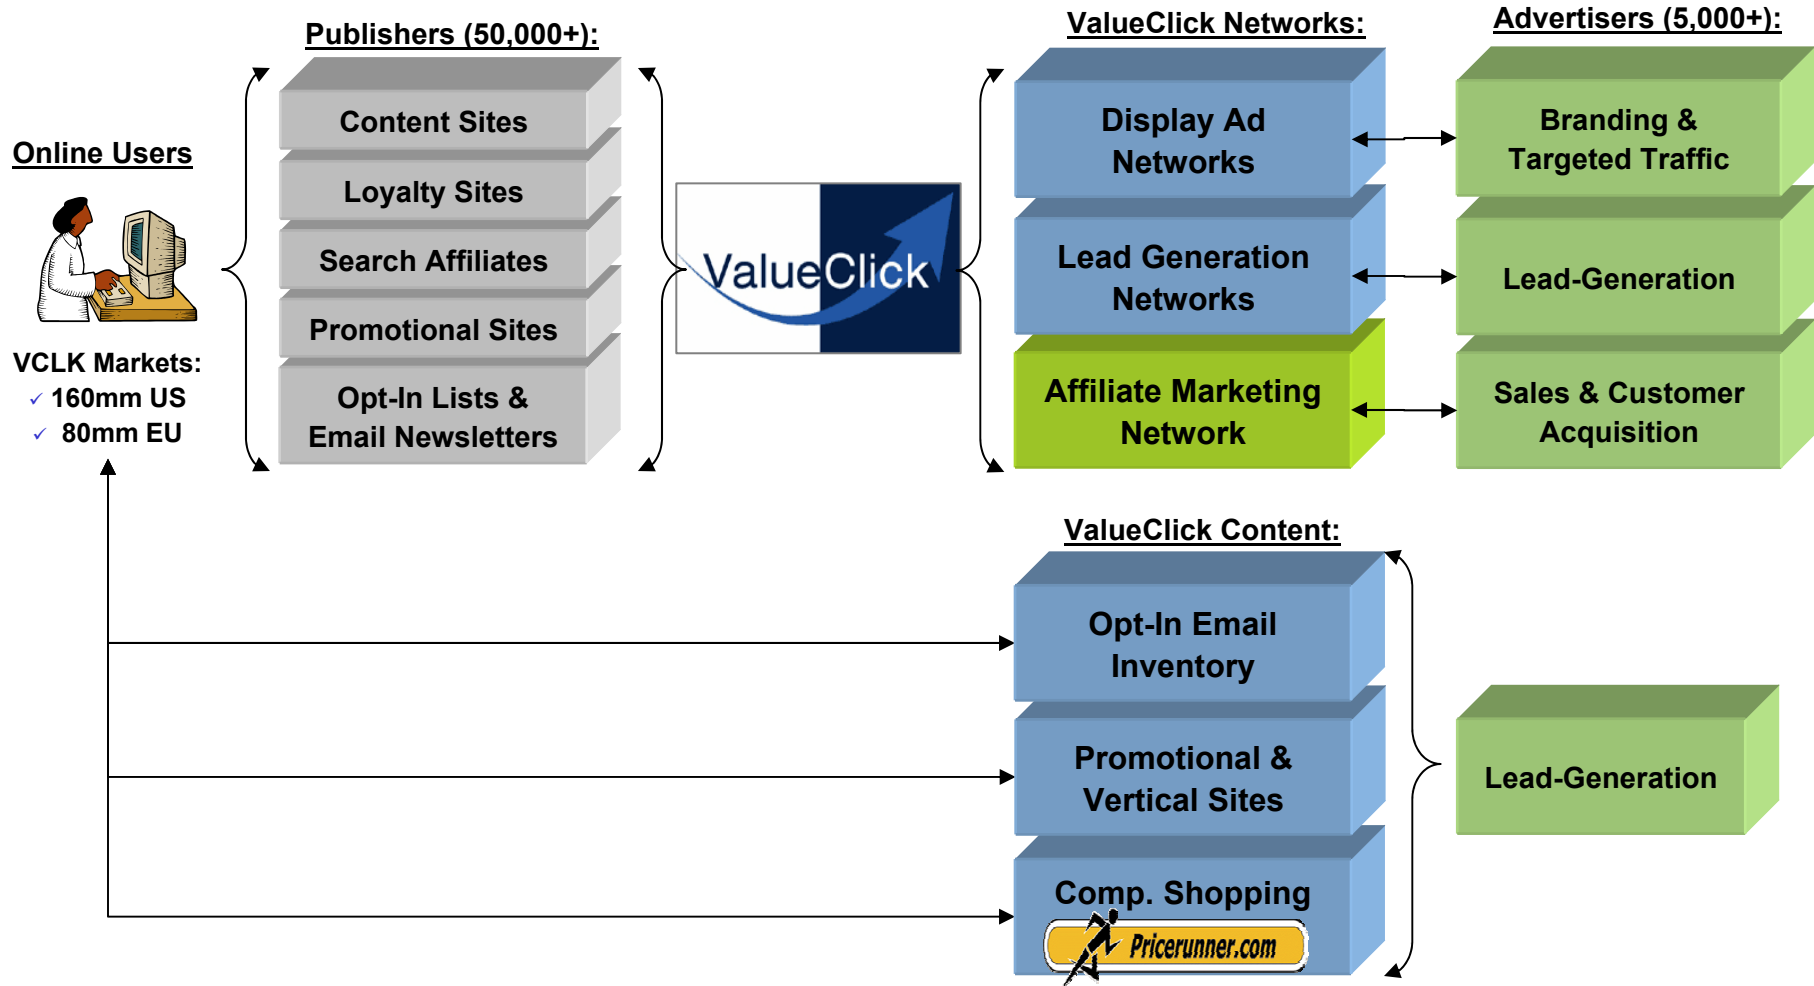 Publishers (50,000+):
ValueClick Networks:
Advertisers (5,000+):
Online Users
VCLK Markets:
✓ 160mm US
✓ 80mm EU
Content Sites
Loyalty Sites
Search Affiliates
Promotional Sites
Opt-In Lists &
Email Newsletters
ValueClick
Display Ad
Networks
Lead Generation
Networks
Affiliate Marketing
Network
Branding &
Targeted Traffic
Lead-Generation
Sales & Customer
Acquisition
ValueClick Content:
Opt-In Email
Inventory
Promotional &
Vertical Sites
Comp. Shopping
Pricerunner.com
Lead-Generation